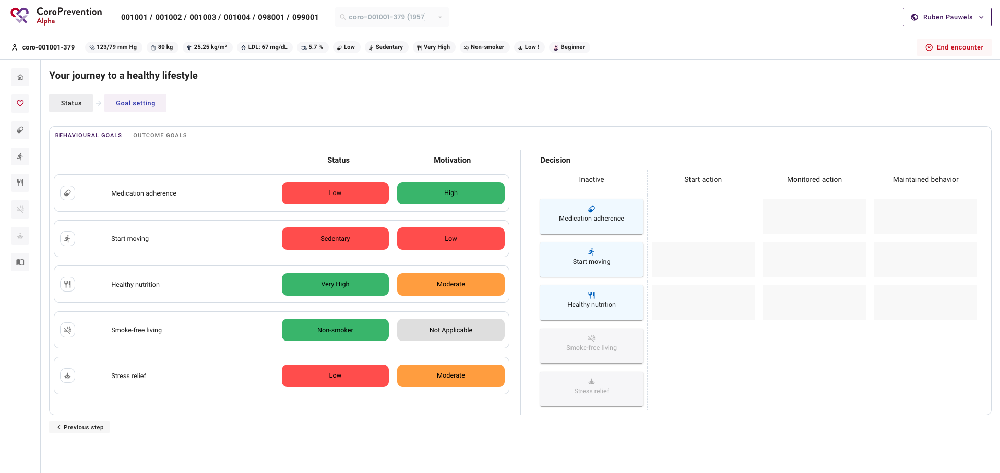 CoroPrevention
Alpha
001001 / 001002 / 001003 / 001004 / 098001 / 099001
coro-001001-379 (1957
Ruben Pauwels
coro-001001-379
123/79 mm Hg
80 kg
25.25 kg/m²
LDL: 67 mg/dL
5.7 %
Low
Sedentary
Very High
Non-smoker
Low !
Beginner
End encounter
Your journey to a healthy lifestyle
Status
Goal setting
BEHAVIOURAL GOALS
OUTCOME GOALS
Status
Motivation
Medication adherence
Low
High
Start moving
Sedentary
Low
Healthy nutrition
Very High
Moderate
Smoke-free living
Non-smoker
Not Applicable
Stress relief
Low
Moderate
Decision
Inactive
Start action
Monitored action
Maintained behavior
Medication adherence
Start moving
Healthy nutrition
Smoke-free living
Stress relief
Previous step